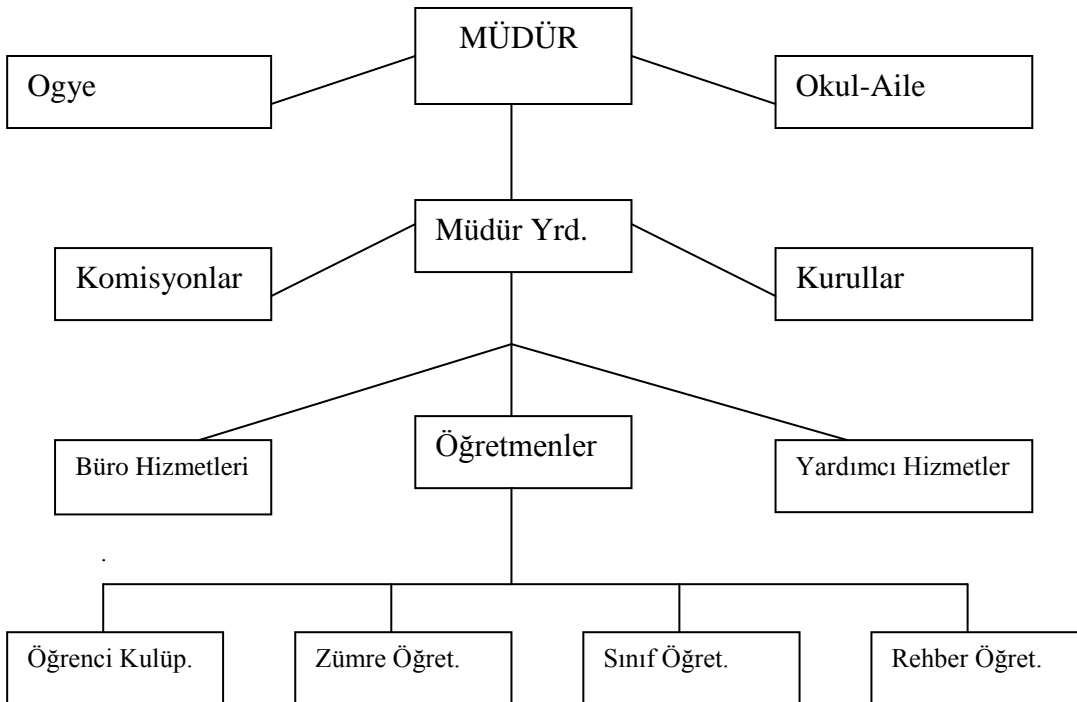 MÜDÜR
Ogye
Okul-Aile
Müdür Yrd.
Komisyonlar
Kurullar
Büro Hizmetleri
Öğretmenler
Yardımcı Hizmetler
.
Öğrenci Kulüp.
Zümre Öğret.
Sınıf Öğret.
Rehber Öğret.